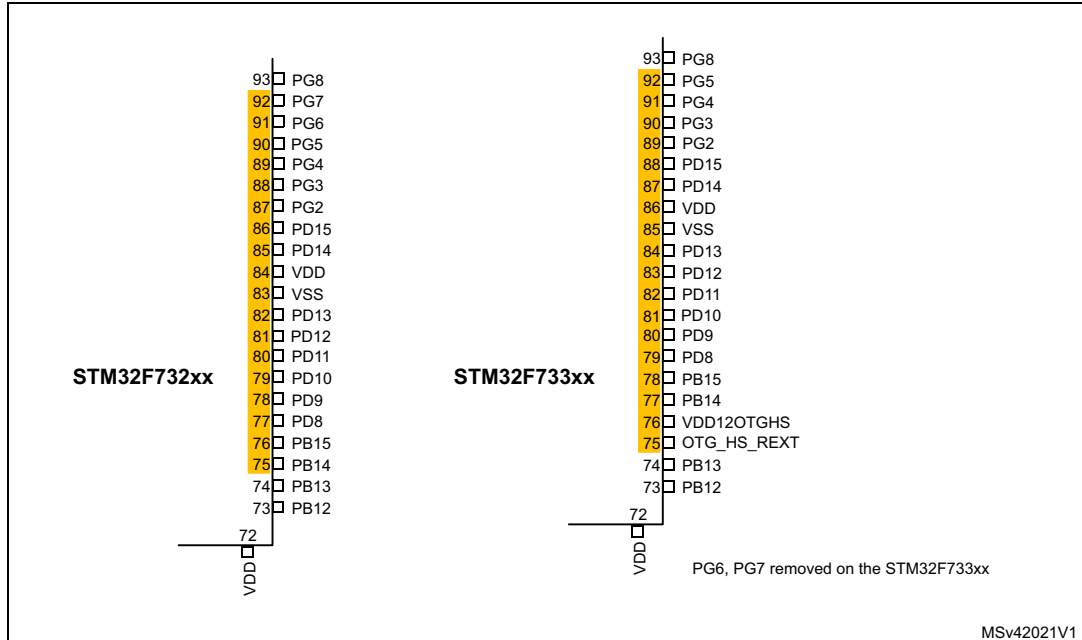 93 PG8
92 PG7
91 PG6
90 PG5
89 PG4
88 PG3
87 PG2
86 PD15
85 PD14
84 VDD
83 VSS
82 PD13
81 PD12
80 PD11
79 PD10
78 PD9
77 PD8
76 PB15
75 PB14
74 PB13
73 PB12
72
VDD
STM32F732xx
93 PG8
92 PG5
91 PG4
90 PG3
89 PG2
88 PD15
87 PD14
86 VDD
85 VSS
84 PD13
83 PD12
82 PD11
81 PD10
80 PD9
79 PD8
78 PB15
77 PB14
76 VDD12OTGHS
75 OTG_HS_REXT
74 PB13
73 PB12
72
VDD
STM32F733xx
PG6, PG7 removed on the STM32F733xx
MSv42021V1